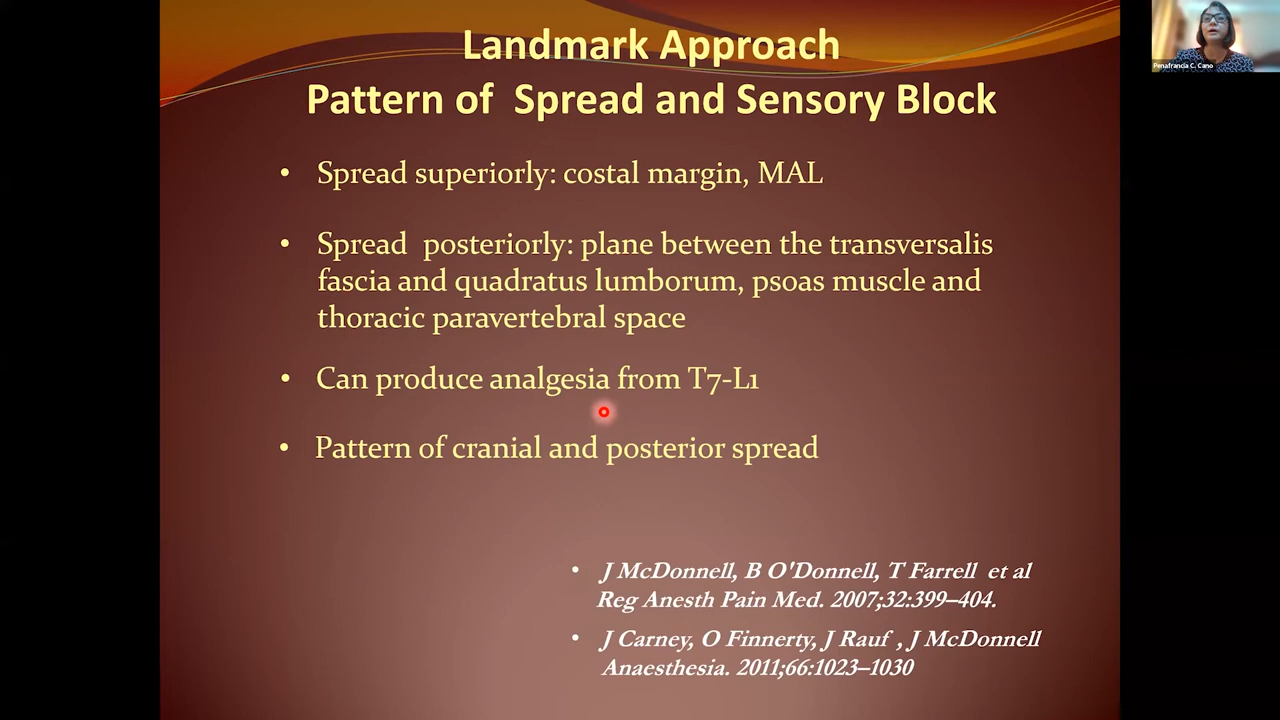 Landmark Approach
Pattern of Spread and Sensory Block
• Spread superiorly: costal margin, MAL
• Spread posteriorly: plane between the transversalis
fascia and quadratus lumborum, psoas muscle and
thoracic paravertebral space
• Can produce analgesia from T7-L1
• Pattern of cranial and posterior spread
• J McDonnell, B O'Donnell, T Farrell et al
Reg Anesth Pain Med. 2007;32:399–404.
• J Carney, O Finnerty, J Rauf , J McDonnell
Anaesthesia. 2011;66:1023–1030
Penafrancia C. Cano